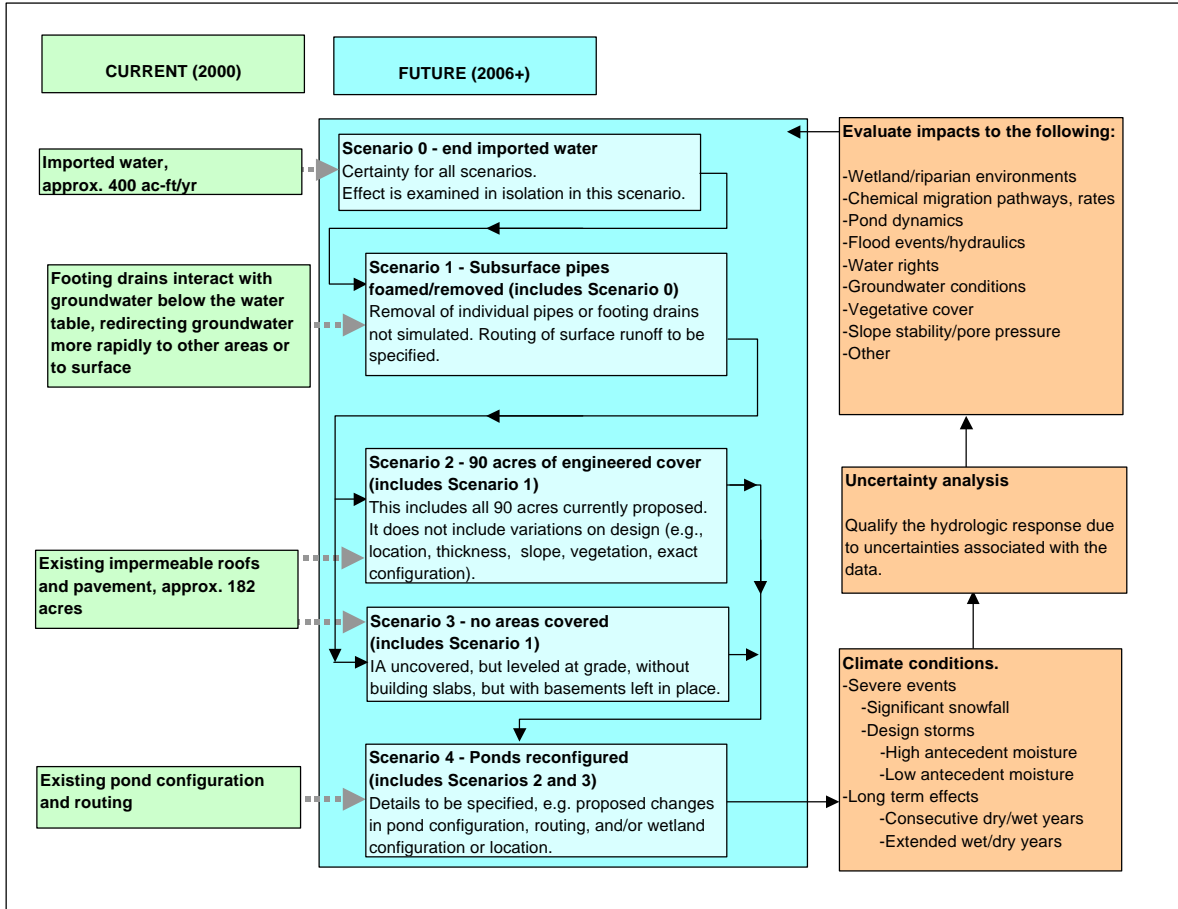 CURRENT (2000)
FUTURE (2006+)
Imported water,
approx. 400 ac-ft/yr
Footing drains interact with
groundwater below the water
table, redirecting groundwater
more rapidly to other areas or
to surface
Existing impermeable roofs
and pavement, approx. 182
acres
Existing pond configuration
and routing
Scenario 0 - end imported water
Certainty for all scenarios.
Effect is examined in isolation in this scenario.
Scenario 1 - Subsurface pipes
foamed/removed (includes Scenario 0)
Removal of individual pipes or footing drains
not simulated. Routing of surface runoff to be
specified.
Scenario 2 - 90 acres of engineered cover
(includes Scenario 1)
This includes all 90 acres currently proposed.
It does not include variations on design (e.g.,
location, thickness, slope, vegetation, exact
configuration).
Scenario 3 - no areas covered
(includes Scenario 1)
IA uncovered, but leveled at grade, without
building slabs, but with basements left in place.
Scenario 4 - Ponds reconfigured
(includes Scenarios 2 and 3)
Details to be specified, e.g. proposed changes
in pond configuration, routing, and/or wetland
configuration or location.
Evaluate impacts to the following:
-Wetland/riparian environments
-Chemical migration pathways, rates
-Pond dynamics
-Flood events/hydraulics
-Water rights
-Groundwater conditions
-Vegetative cover
-Slope stability/pore pressure
-Other
Uncertainty analysis
Qualify the hydrologic response due
to uncertainties associated with the
data.
Climate conditions.
-Severe events
-Significant snowfall
-Design storms
-High antecedent moisture
-Low antecedent moisture
-Long term effects
-Consecutive dry/wet years
-Extended wet/dry years